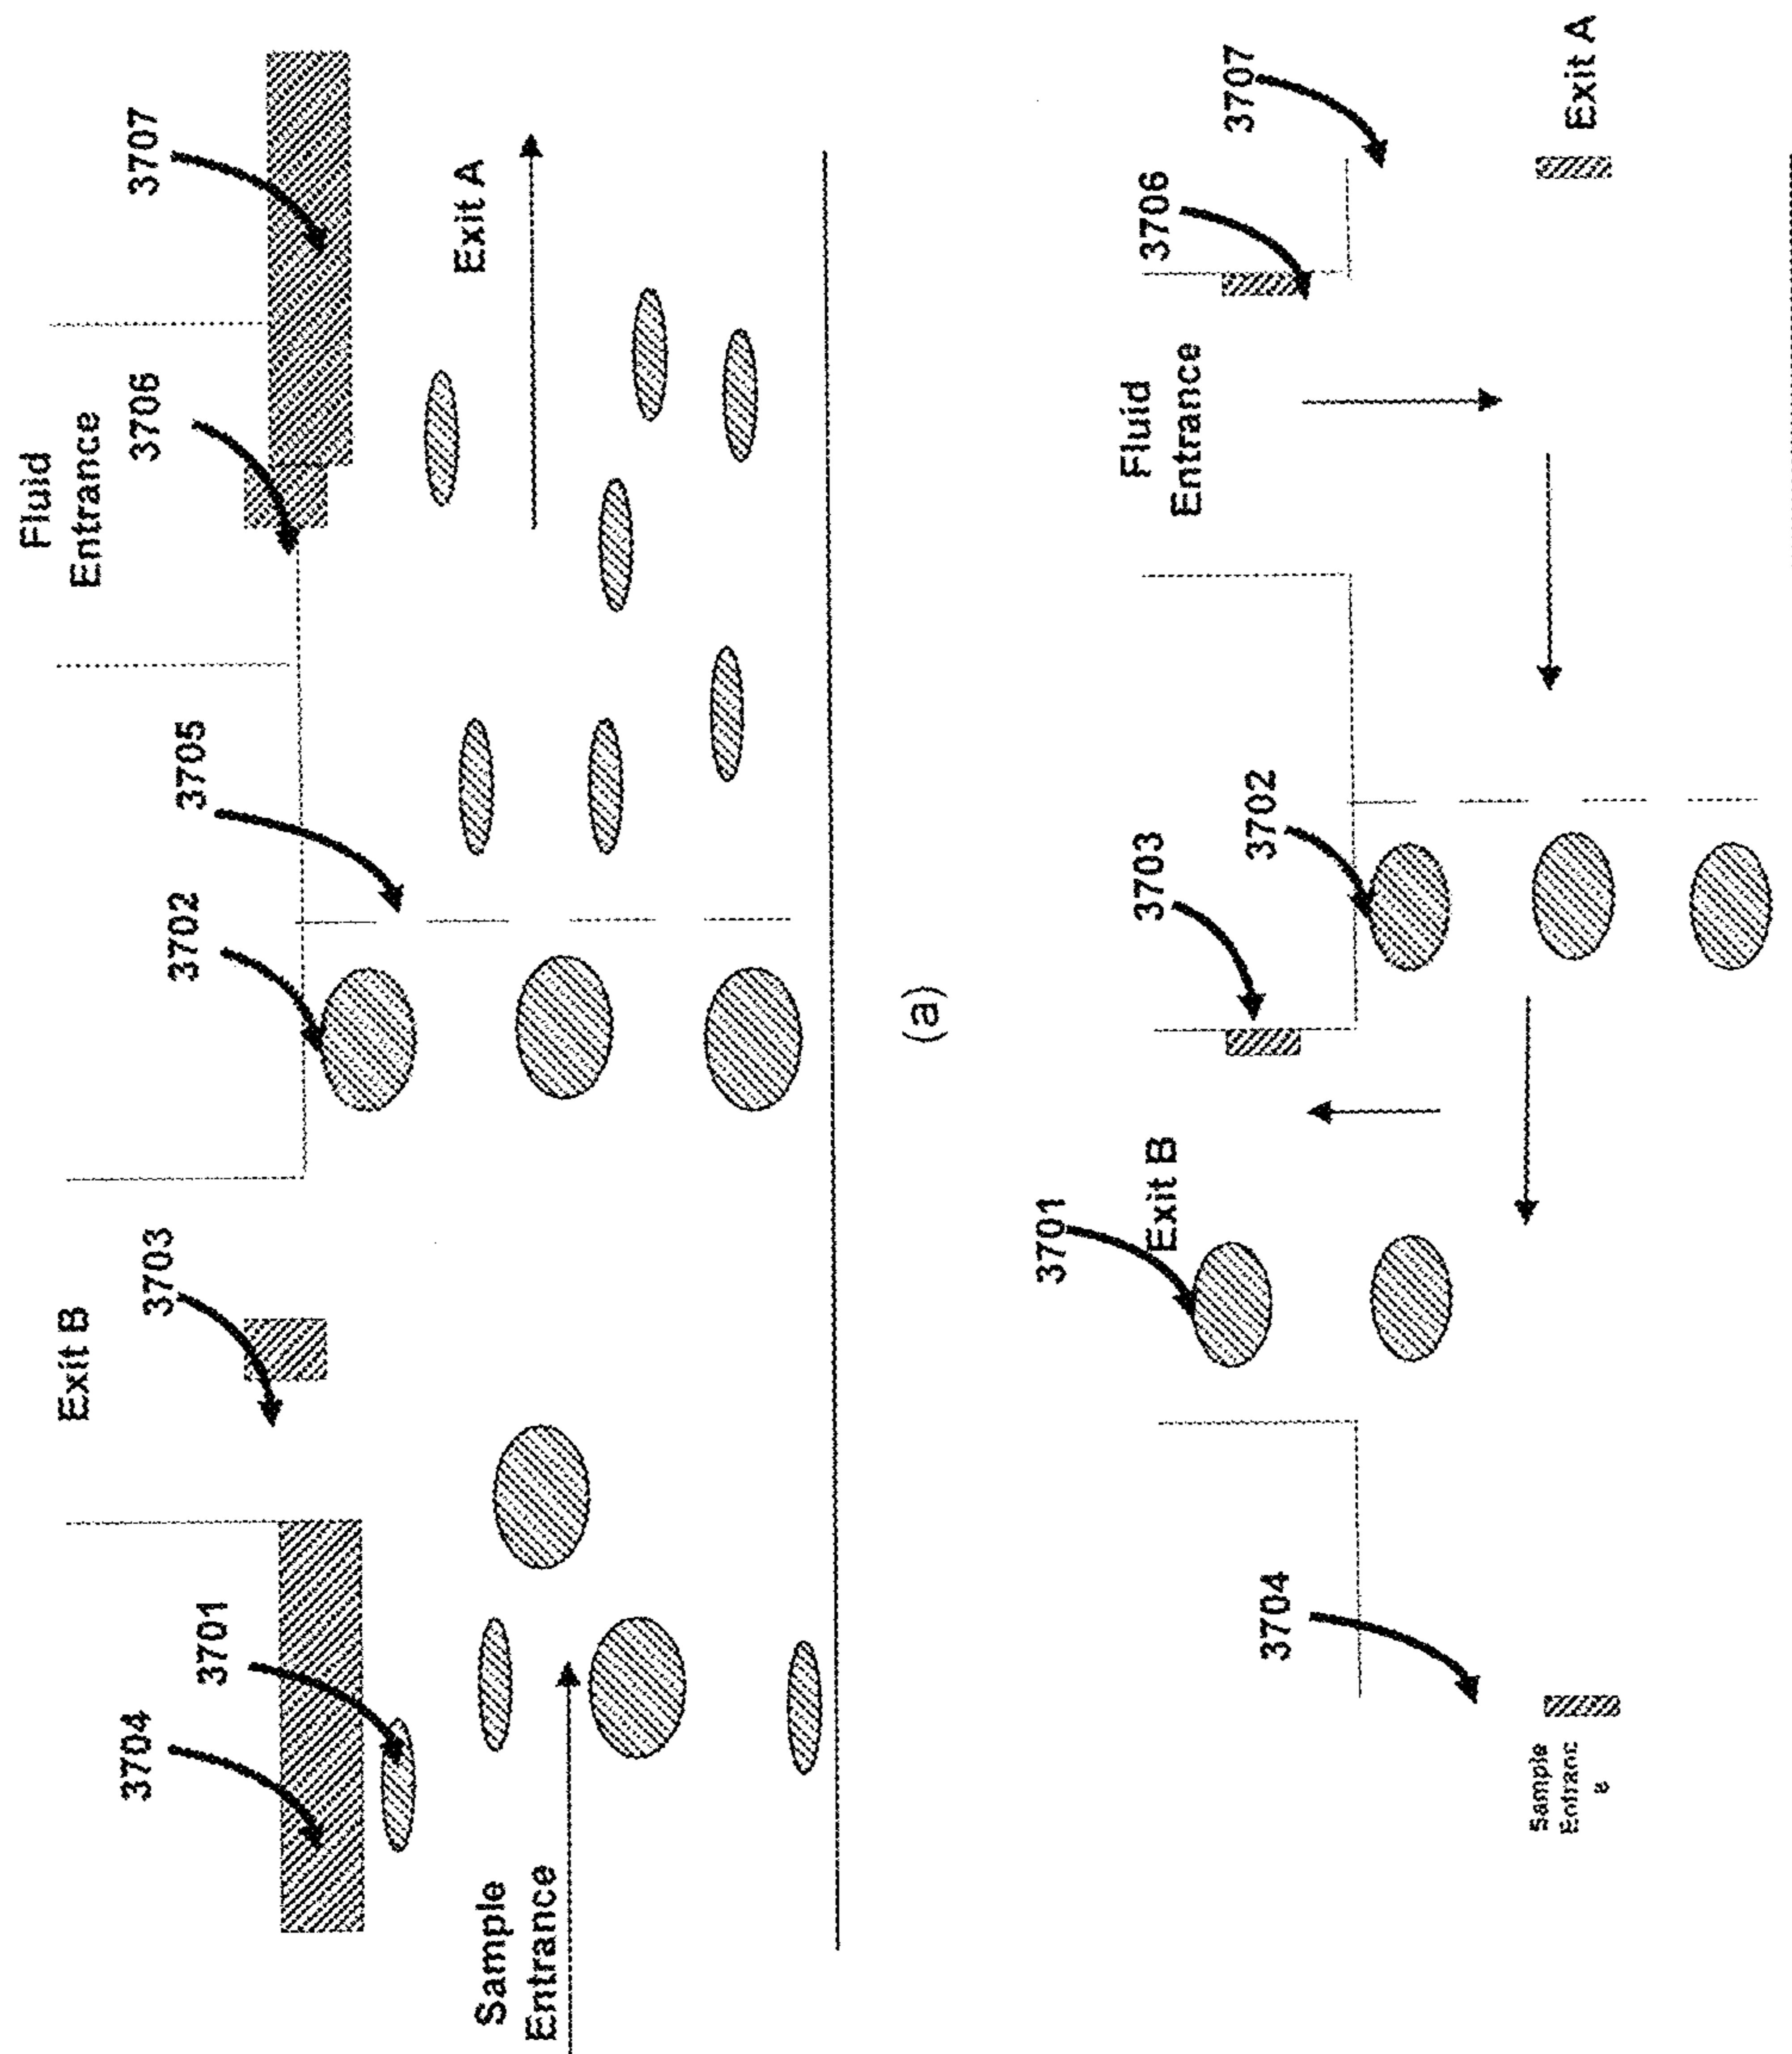 Exit B
Fluid
Entrance
3704
3701
3703
3702
3705
3706
3707
Sample
Entrance
Exit A
(a)
3701
Exit B
3703
Fluid
Entrance
3706
3707
3704
3702
Sample
Entranc
e
Exit A